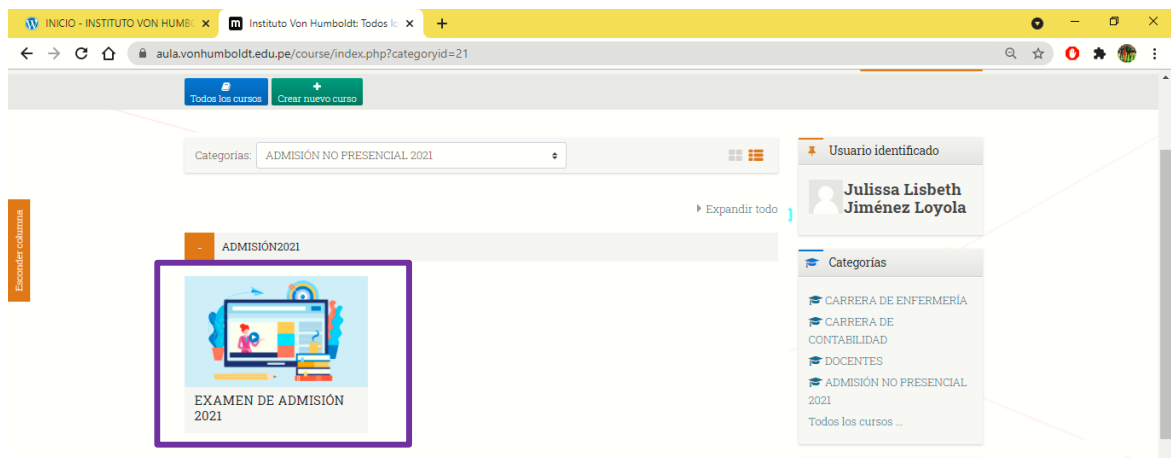 INICIO - INSTITUTO VON HUMBO
Instituto Von Humboldt: Todos lo
aula.vonhumboldt.edu.pe/course/index.php?categoryid=21
Todos los cursos
Crear nuevo curso
Categorías: ADMISIÓN NO PRESENCIAL 2021
Expandir todo
Esconder columna
- ADMISIÓN2021
EXAMEN DE ADMISIÓN
2021
Usuario identificado
Julissa Lisbeth
Jiménez Loyola
Categorías
CARRERA DE ENFERMERÍA
CARRERA DE
CONTABILIDAD
DOCENTES
ADMISIÓN NO PRESENCIAL
2021
Todos los cursos ...